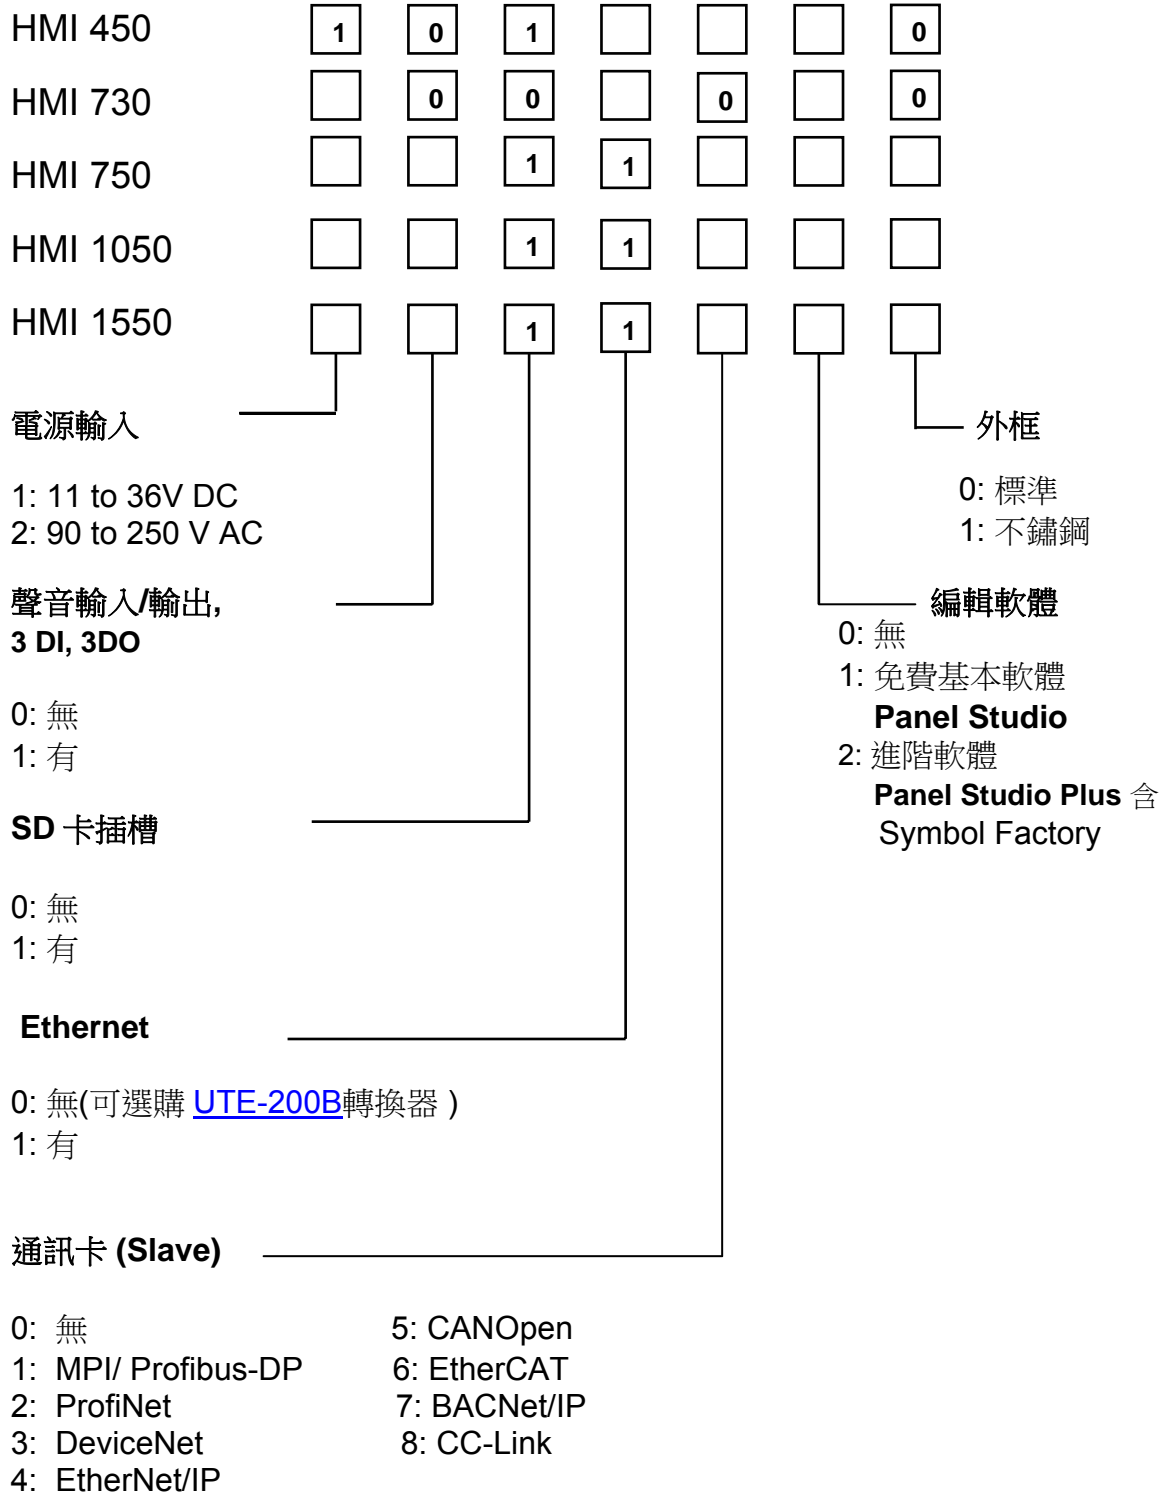 HMI 450 1 0 1 0
HMI 730 0 0 0 0
HMI 750 1 1
HMI 1050 1 1
HMI 1550 1 1
電源輸入
1: 11 to 36V DC
2: 90 to 250 V AC
外框
0: 標準
1: 不鏽鋼
聲音輸入/輸出,
3 DI, 3DO
0: 無
1: 有
編輯軟體
0: 無
1: 免費基本軟體
Panel Studio
2: 進階軟體
Panel Studio Plus 含
Symbol Factory
SD 卡插槽
0: 無
1: 有
Ethernet
0: 無(可選購 UTE-200B轉換器 )
1: 有
通訊卡 (Slave)
0: 無 5: CANOpen
1: MPI/ Profibus-DP 6: EtherCAT
2: ProfiNet 7: BACNet/IP
3: DeviceNet 8: CC-Link
4: EtherNet/IP